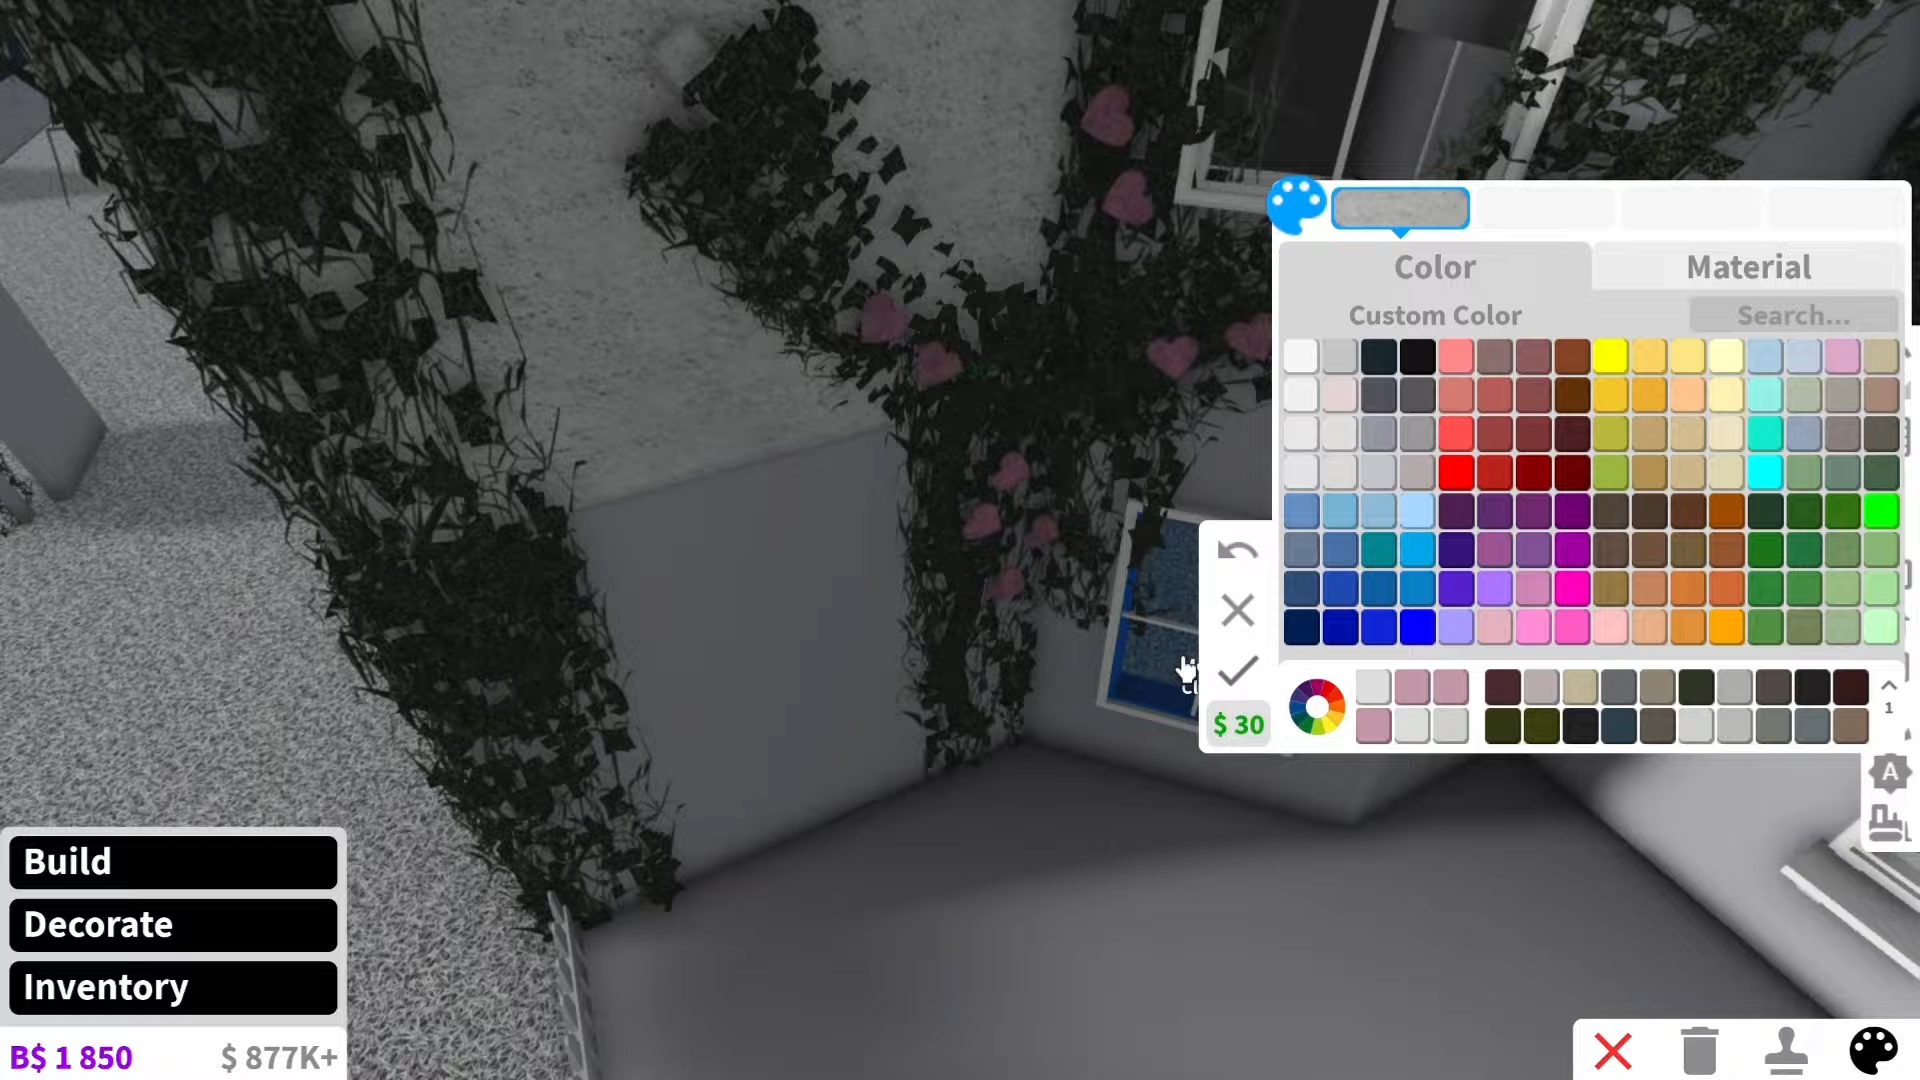 Color
Material
Custom Color
Search...
$ 30
1
A
Build
Decorate
Inventory
B$ 1 850
$ 877K+